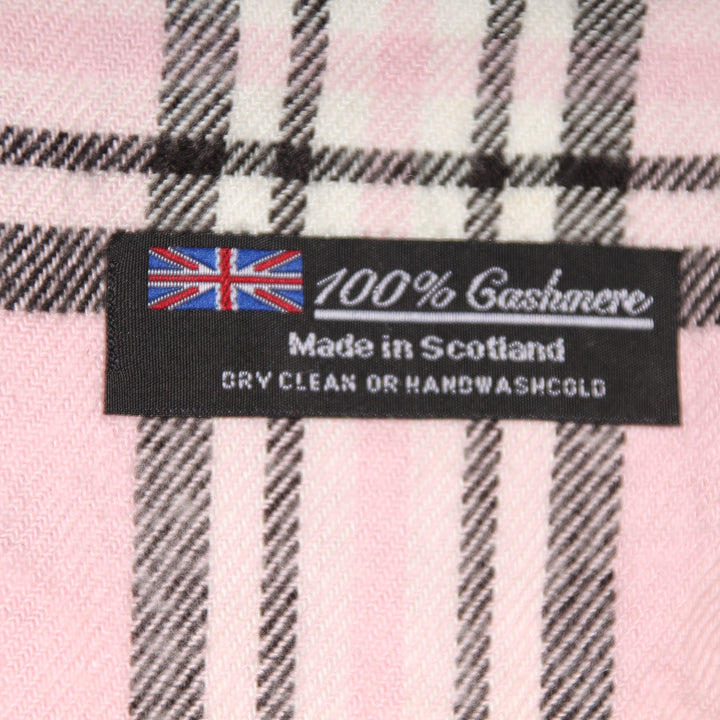 100% Cashmere
Made in Scotland
DRY CLEAN OR HANDWASHCOLD